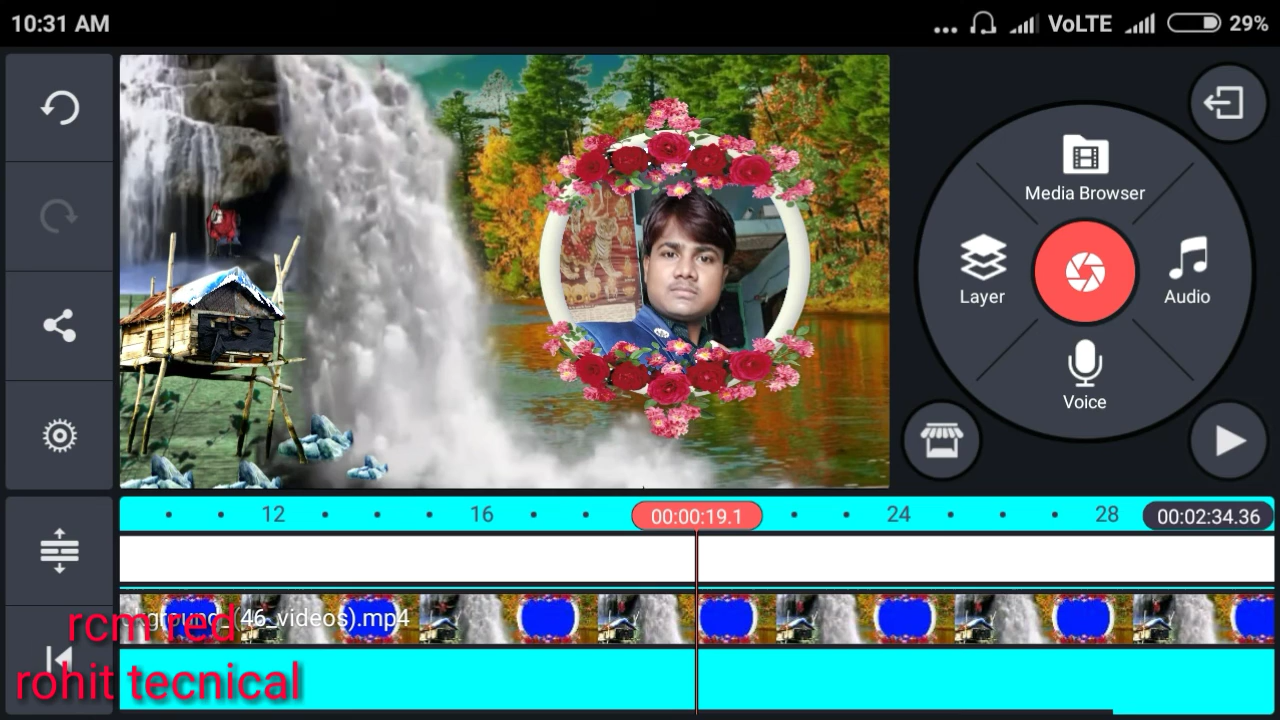 10:31 AM
... VoLTE 29%
Media Browser
Layer
Audio
Voice
12 16 00:00:19.1 24 28 00:02:34.36
ground_(46_videos).mp4
rcm red
rohit tecnical